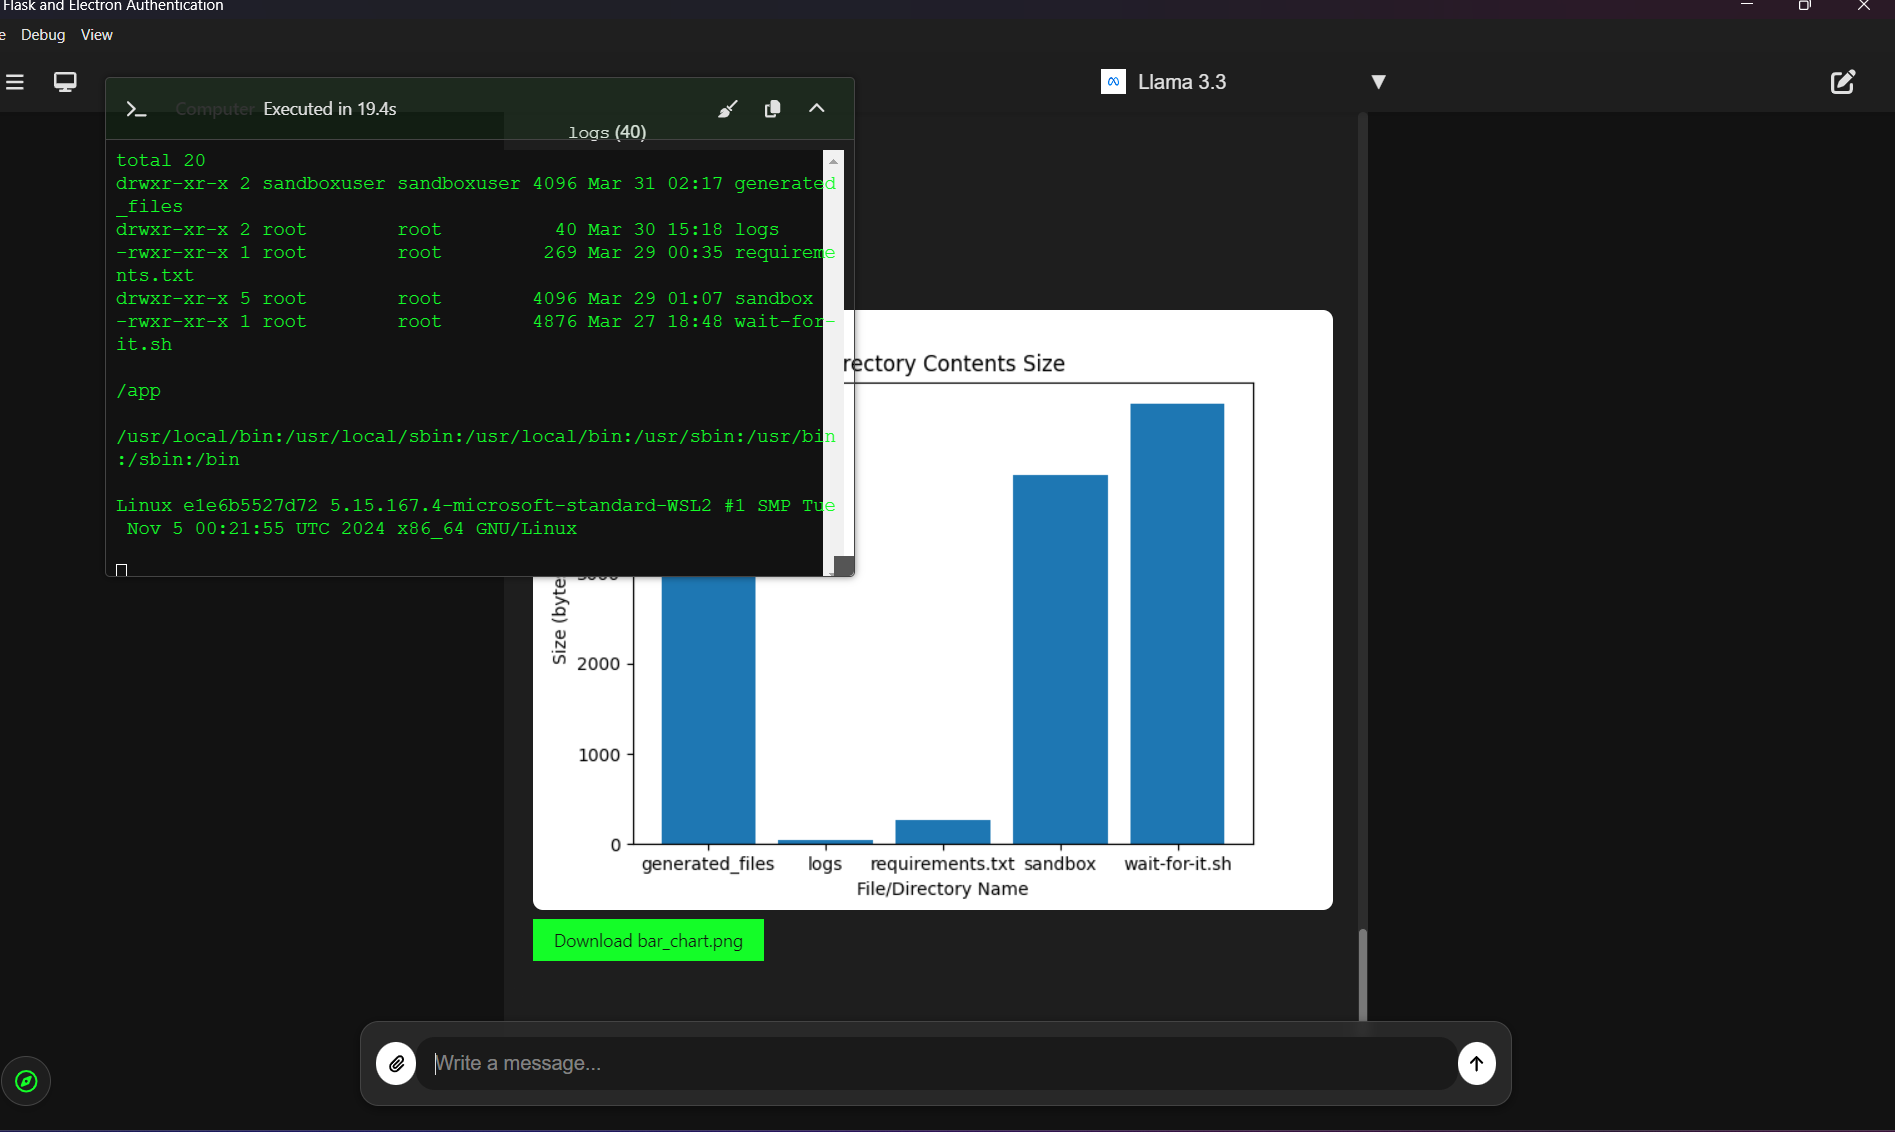 Flask and Electron Authentication
e Debug View
Computer Executed in 19.4s
Llama 3.3
logs (40)
total 20
drwxr-xr-x 2 sandboxuser sandboxuser 4096 Mar 31 02:17 generated
_files
drwxr-xr-x 2 root root 40 Mar 30 15:18 logs
-rwxr-xr-x 1 root root 269 Mar 29 00:35 requireme
nts.txt
drwxr-xr-x 5 root root 4096 Mar 29 01:07 sandbox
-rwxr-xr-x 1 root root 4876 Mar 27 18:48 wait-for-
it.sh
/app
/usr/local/bin:/usr/local/sbin:/usr/local/bin:/usr/sbin:/usr/bin
:/sbin:/bin
Linux e1e6b5527d72 5.15.167.4-microsoft-standard-WSL2 #1 SMP Tue
Nov 5 00:21:55 UTC 2024 x86_64 GNU/Linux
rectory Contents Size
Size (byte
2000
1000
0
generated_files logs requirements.txt sandbox wait-for-it.sh
File/Directory Name
Download bar_chart.png
Write a message...